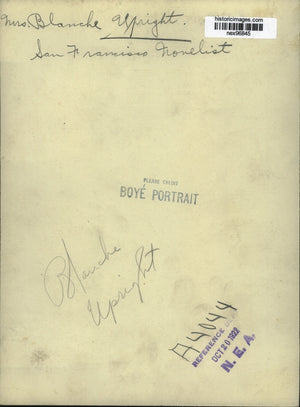 historicimages.com
nex96845
Mrs. Blanche Upright.
San Francisco Novelist
PLEASE CREDIT
BOYÉ PORTRAIT
Blanche
Upright
A4044
REFERENCE
OCT 20 1922
N. E. A.